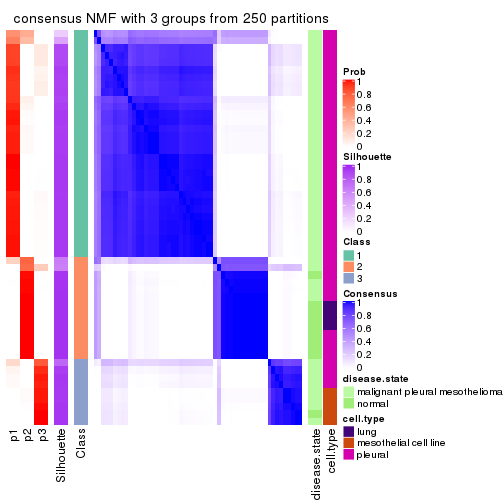 consensus NMF with 3 groups from 250 partitions
Prob
1
0.8
0.6
0.4
0.2
0
Silhouette
1
0.8
0.6
0.4
0.2
0
Class
1
2
3
Consensus
1
0.8
0.6
0.4
0.2
0
disease.state
malignant pleural mesothelioma
normal
cell.type
lung
mesothelial cell line
pleural
p1
p2
p3
Silhouette
Class
disease.state
cell.type